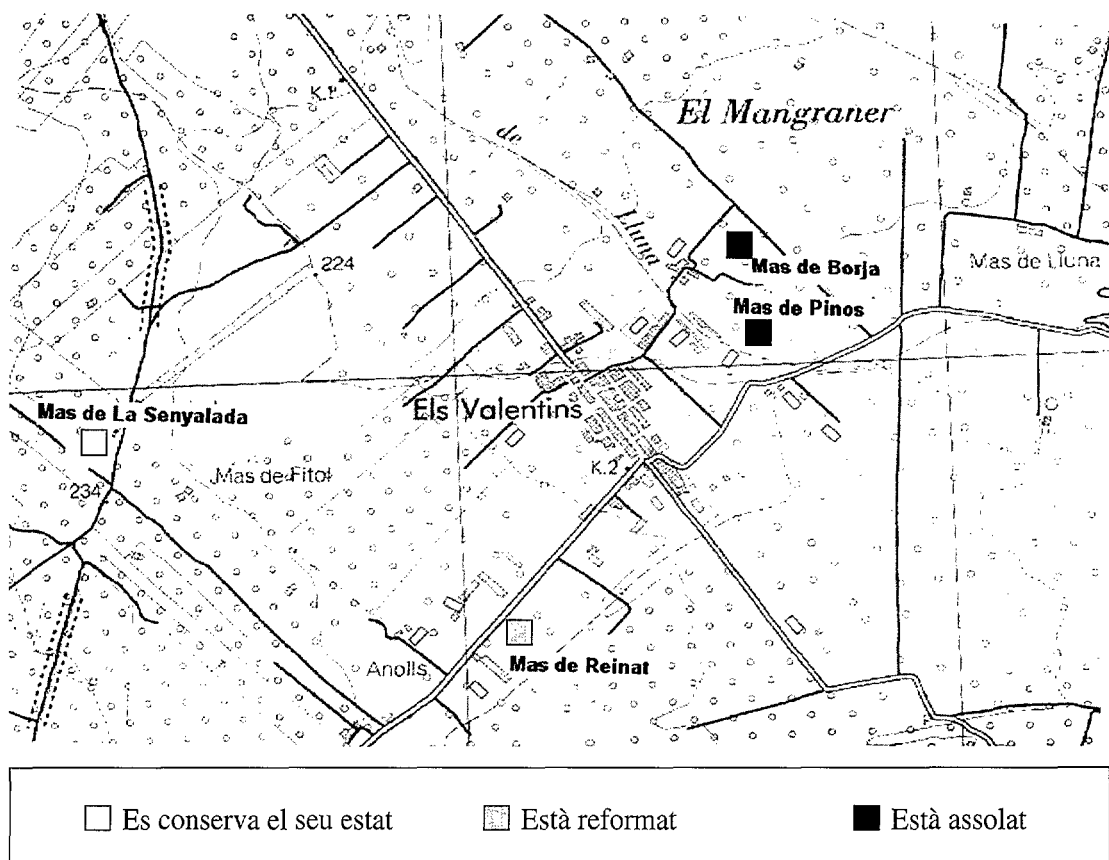 K.1
de
Lluna
El Mangraner
224
Mas de Borja
Mas de Lluna
Mas de Pinos
Mas de La Senyalada
Els Valentins
Mas de Fitol
K.2
234
Anolls
Mas de Reinat
Es conserva el seu estat
Està reformat
Està assolat